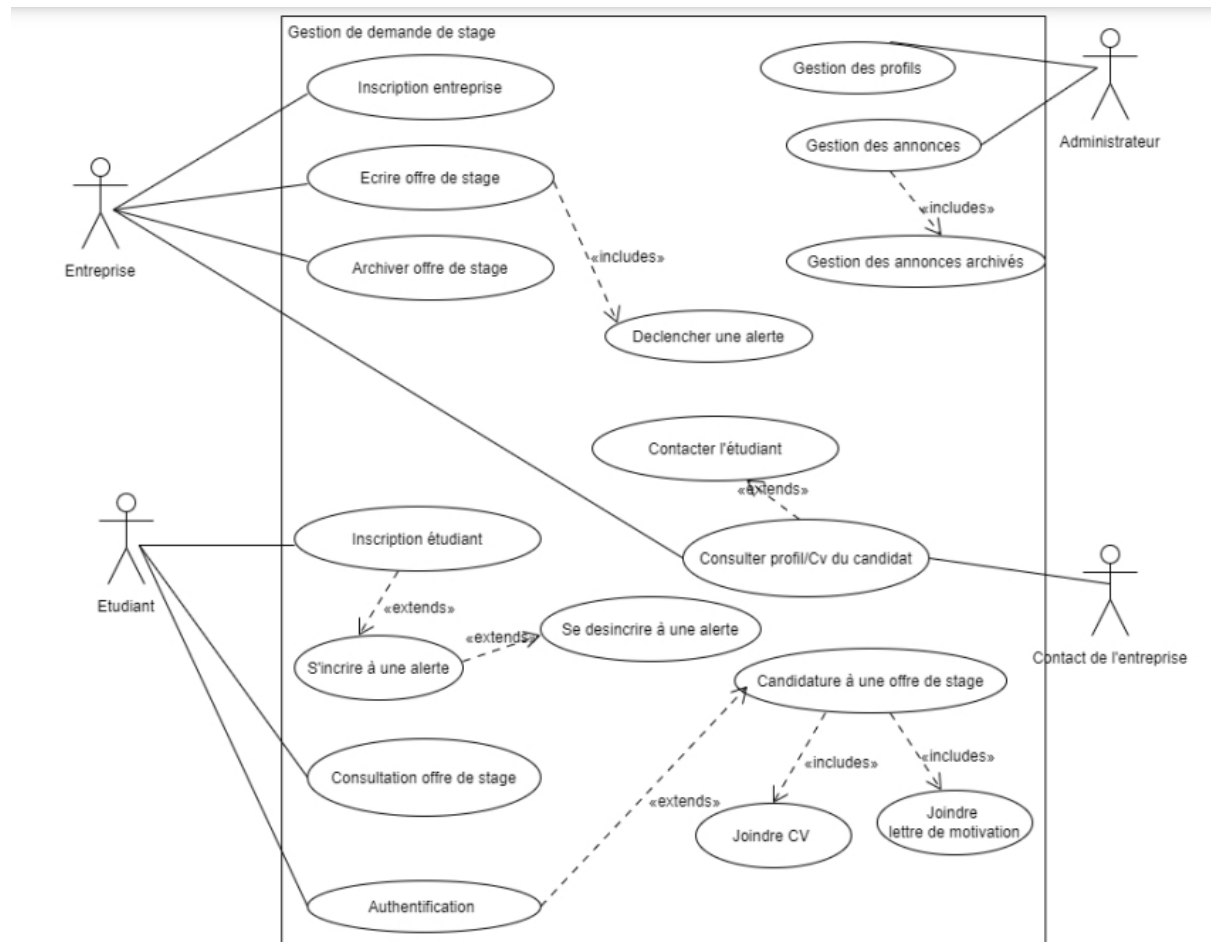 Gestion de demande de stage
Inscription entreprise
Gestion des profils
Administrateur
Gestion des annonces
Ecrire offre de stage
«includes»
Entreprise
Archiver offre de stage
«includes»
Gestion des annonces archivés
Declencher une alerte
Contacter l'étudiant
«extends»
Inscription étudiant
Consulter profil/Cv du candidat
Etudiant
«extends»
Se desincrire à une alerte
«extends»
S'incrire à une alerte
Contact de l'entreprise
Candidature à une offre de stage
Consultation offre de stage
«includes»
«includes»
«extends»
Joindre CV
Joindre
lettre de motivation
Authentification